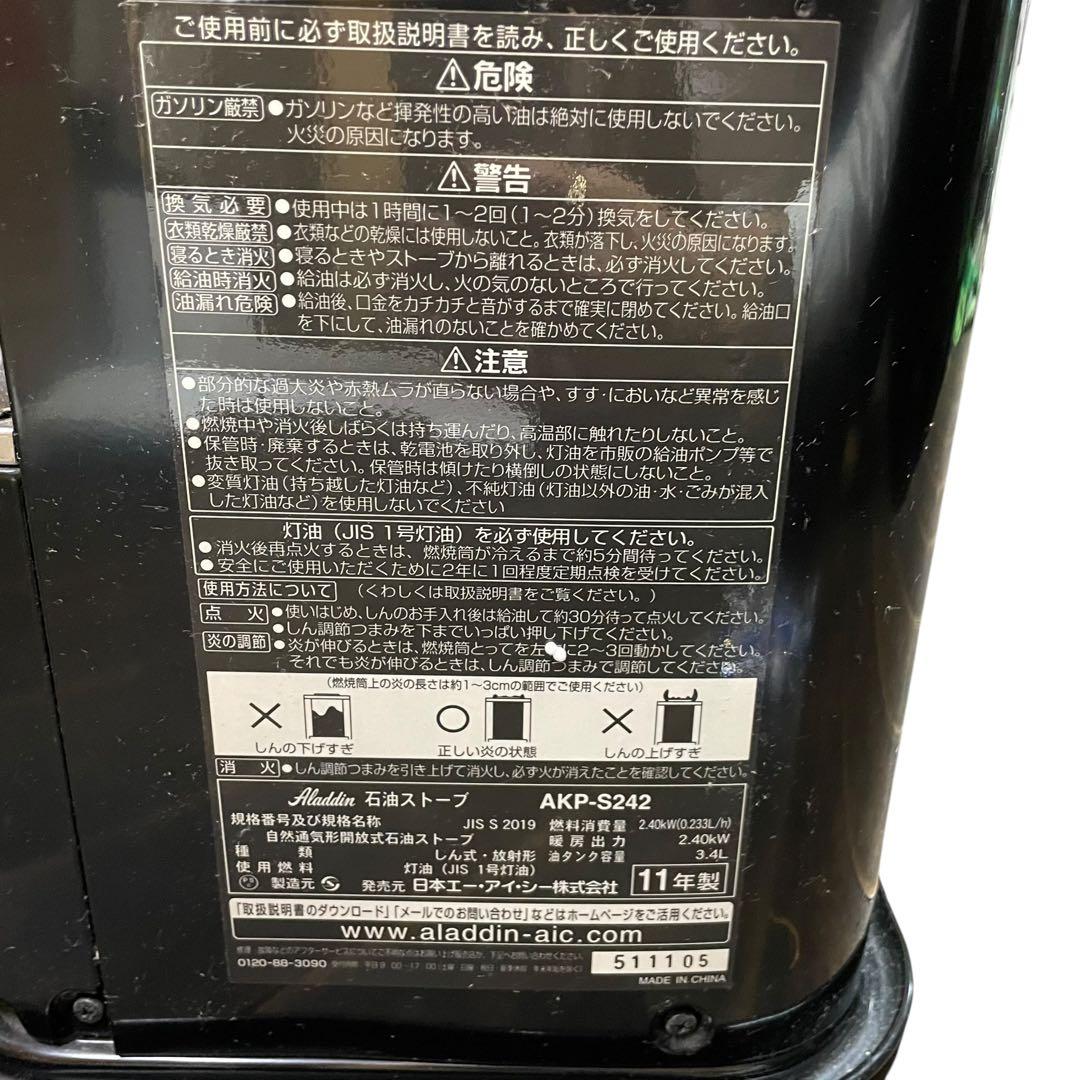 ご使用前に必ず取扱説明書を読み、正しくご使用ください。
⚠危険
ガソリン厳禁 ●ガソリンなど揮発性の高い油は絶対に使用しないでください。
火災の原因になります。
⚠警告
換気必要 ●使用中は1時間に1～2回(1～2分)換気をしてください。
衣類乾燥厳禁 ●衣類などの乾燥には使用しないこと。衣類が落下し、火災の原因になります。
寝るとき消火 ●寝るときやストーブから離れるときは、必ず消火してください。
給油時消火 ●給油は必ず消火し、火の気のないところで行ってください。
油漏れ危険 ●給油後、口金をカチカチと音がするまで確実に閉めてください。給油口
を下にして、油漏れのないことを確かめてください。
⚠注意
●部分的な過大炎や赤熱ムラが直らない場合や、すす・においなど異常を感じ
た時は使用しないこと。
●燃焼中や消火後しばらくは持ち運んだり、高温部に触れたりしないこと。
●保管時・廃棄するときは、乾電池を取り外し、灯油を市販の給油ポンプ等で
抜き取ってください。保管時は傾けたり横倒しの状態にしないこと。
●変質灯油(持ち越した灯油など)、不純灯油(灯油以外の油・水・ごみが混入
した灯油など)を使用しないでください
灯油(JIS 1号灯油)を必ず使用してください。
●消火後再点火するときは、燃焼筒が冷えるまで約5分間待ってください。
●安全にご使用いただくために2年に1回程度定期点検を受けてください。
使用方法について (くわしくは取扱説明書をご覧ください。)
点火 ●使いはじめ、しんのお手入れ後は給油して約30分待って点火してください。
●しん調節つまみを下までいっぱい押し下げてください。
炎の調節 ●炎が伸びるときは、燃焼筒とってを左に2～3回動かしてください。
それでも炎が伸びるときは、しん調節つまみで調節してください。
(燃焼筒上の炎の長さは約1～3cmの範囲でご使用ください)
しんの下げすぎ 正しい炎の状態 しんの上げすぎ
消火 ●しん調節つまみを引き上げて消火し、必ず火が消えたことを確認してください。
Aladdin 石油ストーブ AKP-S242
規格番号及び規格名称 JIS S 2019 燃料消費量 2.40kW(0.233L/h)
自然通気形開放式石油ストーブ 暖房出力 2.40kW
種類 しん式・放射形 油タンク容量 3.4L
使用燃料 灯油(JIS 1号灯油)
製造元 発売元 日本エー・アイ・シー株式会社 11年製
「取扱説明書のダウンロード」「メールでのお問い合わせ」などはホームページをご活用ください。
www.aladdin-aic.com
0120-88-3090
511105
MADE IN CHINA